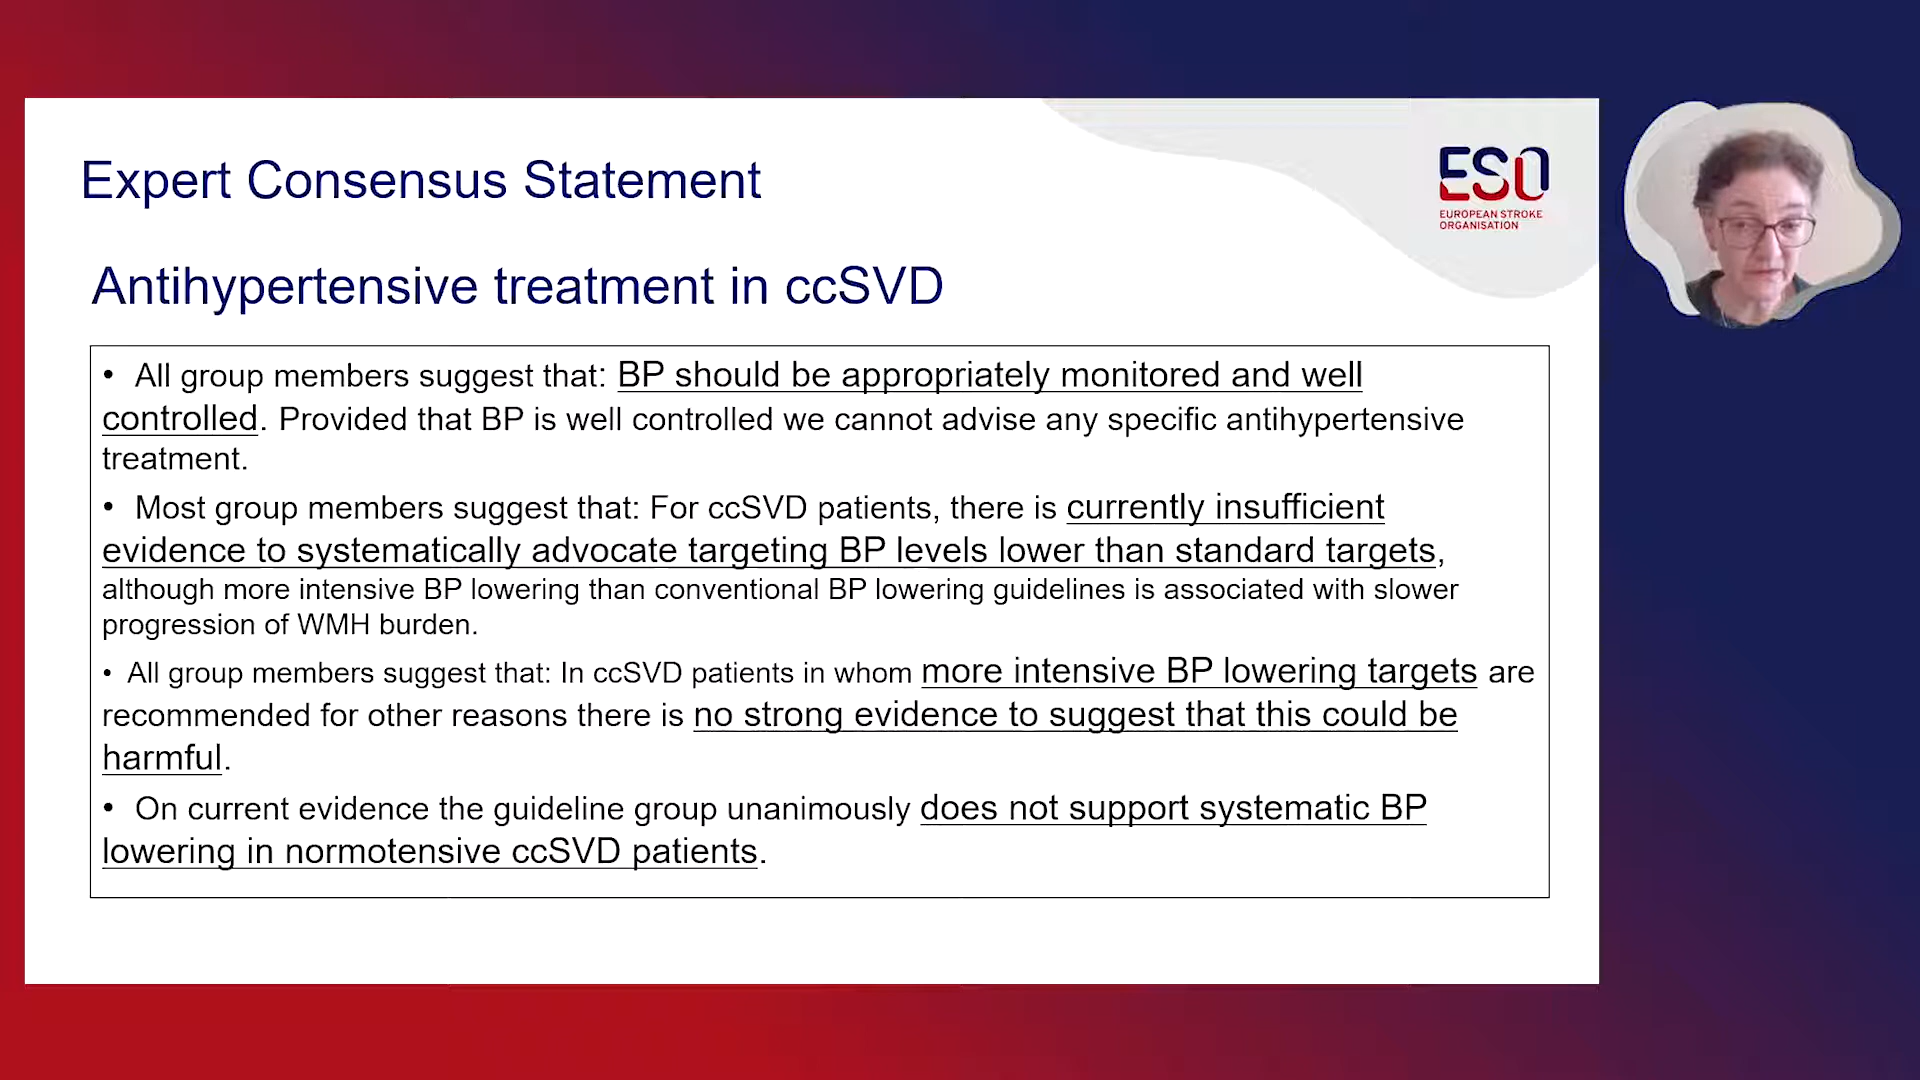 Expert Consensus Statement
ESO
EUROPEAN STROKE
ORGANISATION
Antihypertensive treatment in ccSVD
• All group members suggest that: BP should be appropriately monitored and well
controlled. Provided that BP is well controlled we cannot advise any specific antihypertensive
treatment.
• Most group members suggest that: For ccSVD patients, there is currently insufficient
evidence to systematically advocate targeting BP levels lower than standard targets,
although more intensive BP lowering than conventional BP lowering guidelines is associated with slower
progression of WMH burden.
• All group members suggest that: In ccSVD patients in whom more intensive BP lowering targets are
recommended for other reasons there is no strong evidence to suggest that this could be
harmful.
• On current evidence the guideline group unanimously does not support systematic BP
lowering in normotensive ccSVD patients.